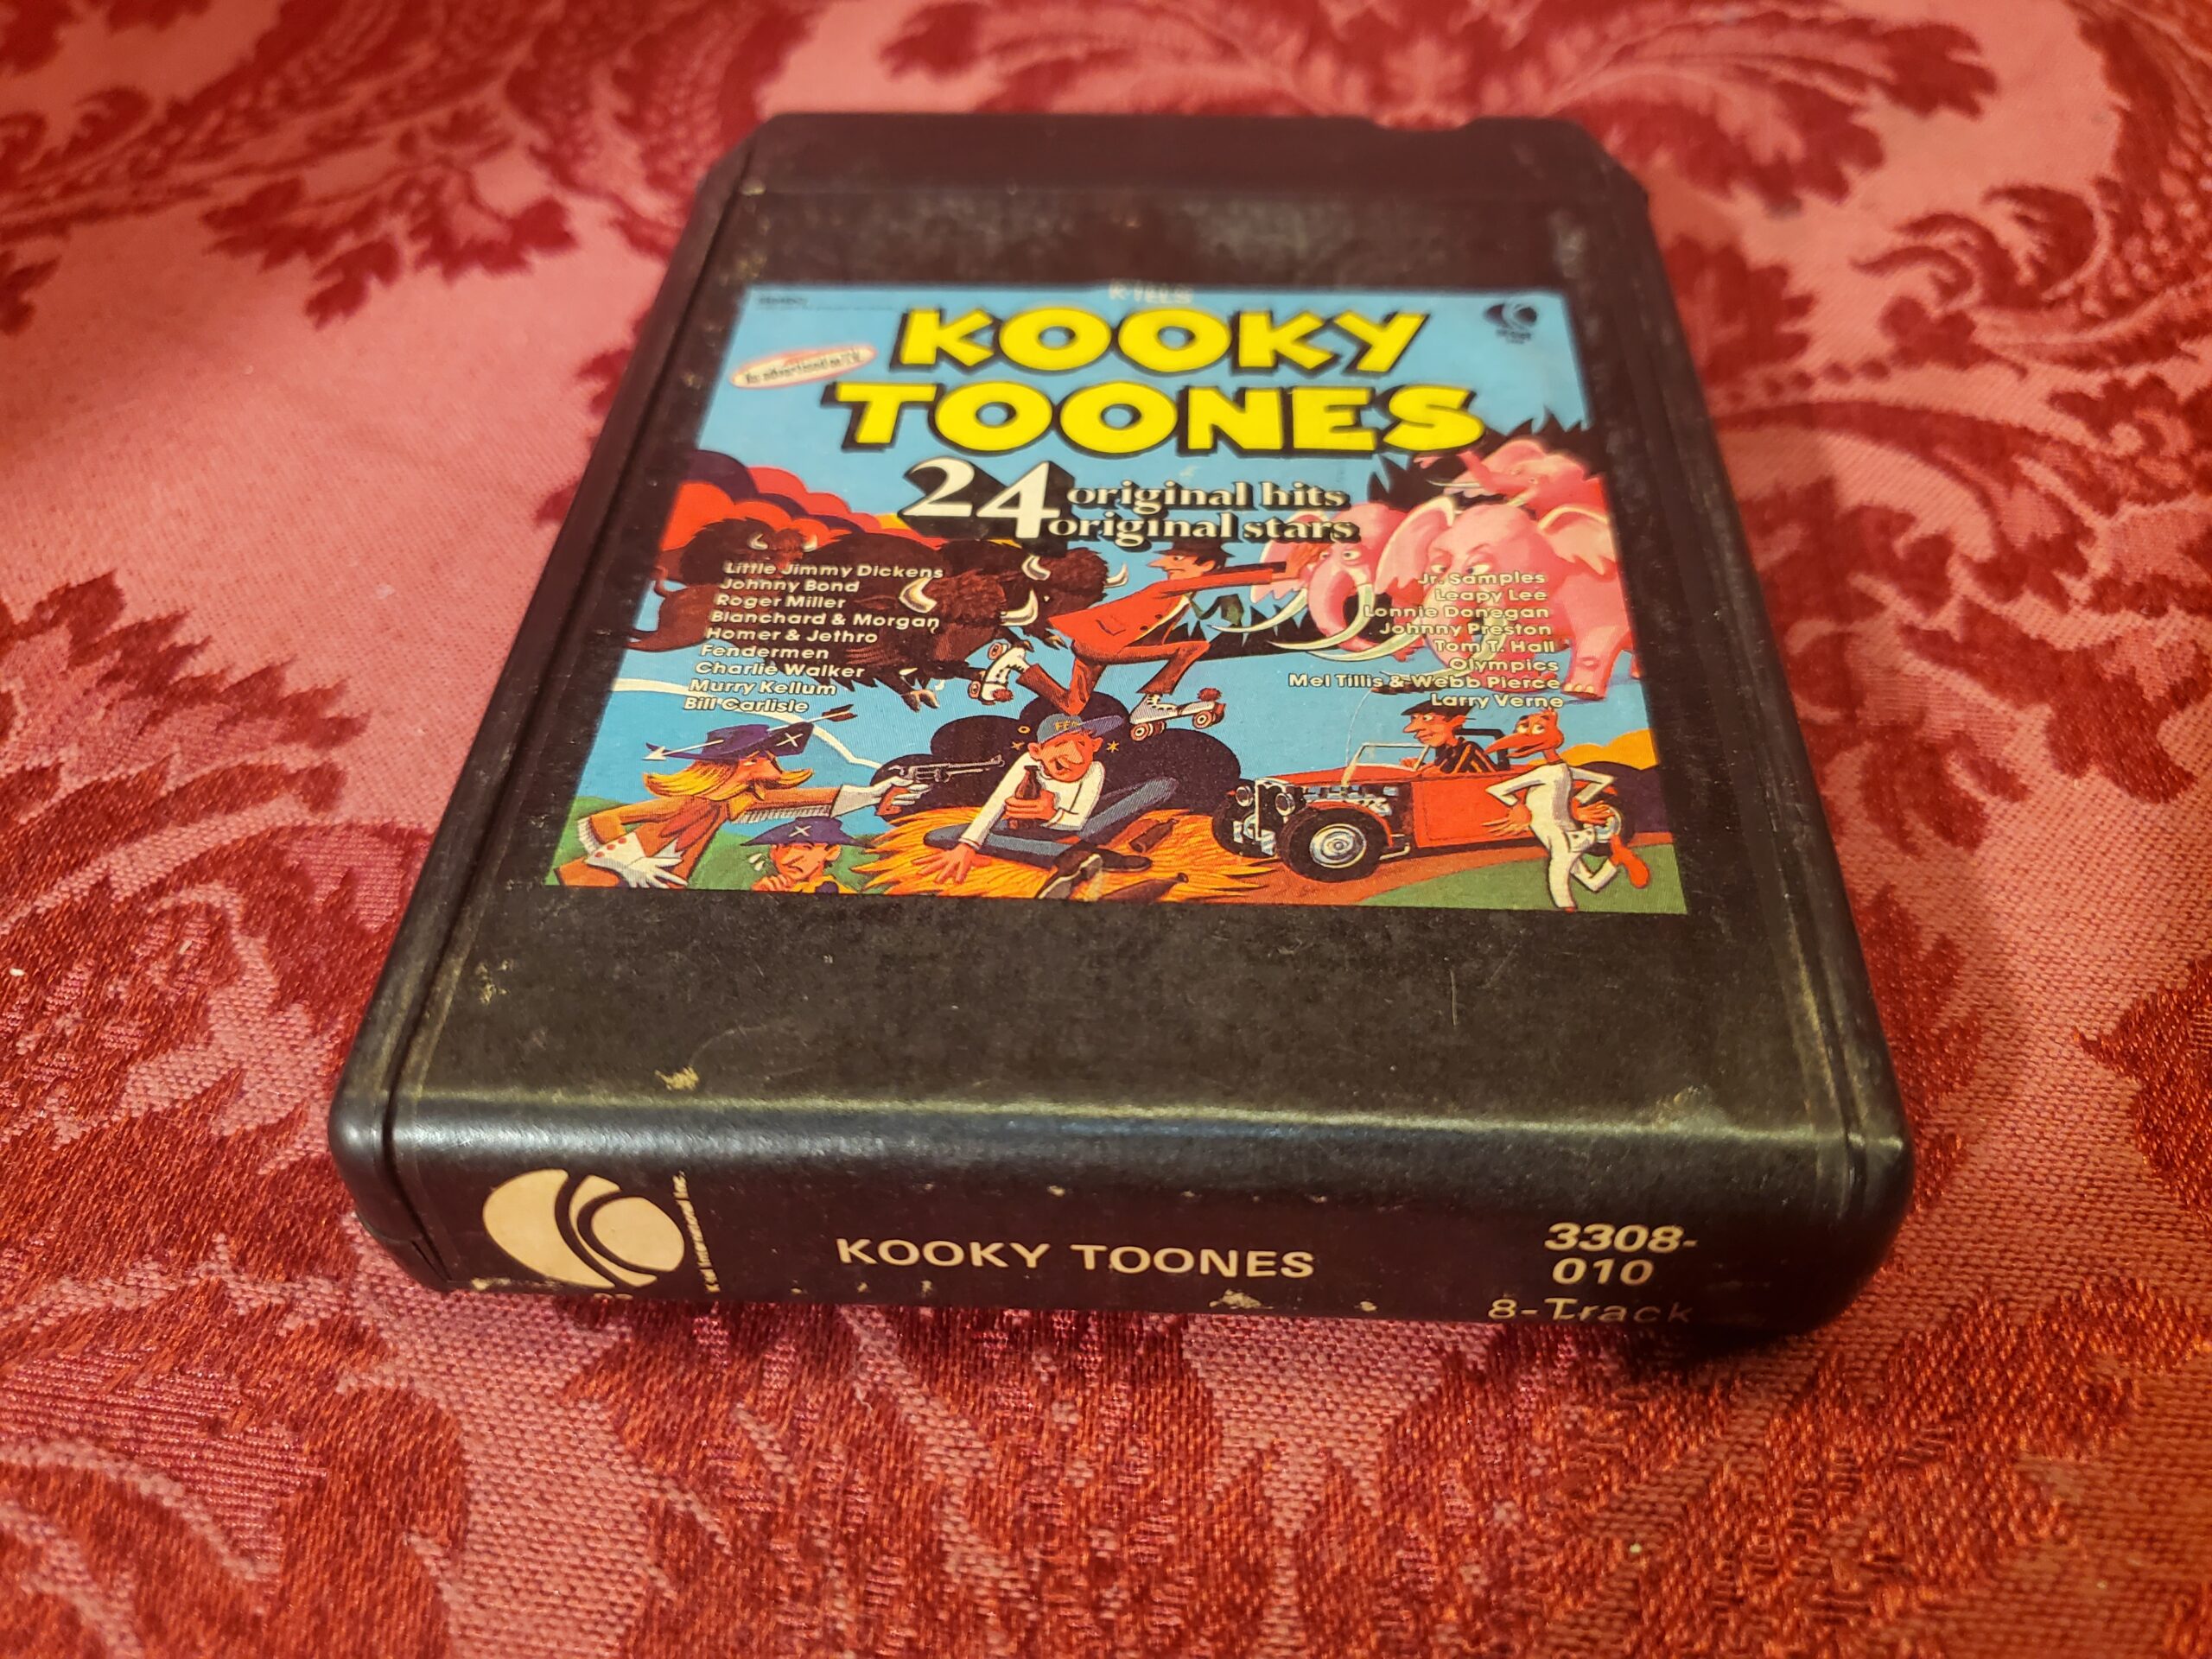 KOOKY
TOONES
24 original hits
original stars
Little Jimmy Dickens
Johnny Bond
Roger Miller
Blanchard & Morgan
Homer & Jethro
Fendermen
Charlie Walker
Murry Kellum
Bill Carlisle
Jr. Samples
Leapy Lee
Lonnie Donegan
Johnny Preston
Tom T. Hall
Olympics
Mel Tillis & Webb Pierce
Larry Verne
K-tel International, Inc.
KOOKY TOONES
3308-
010
8-Track